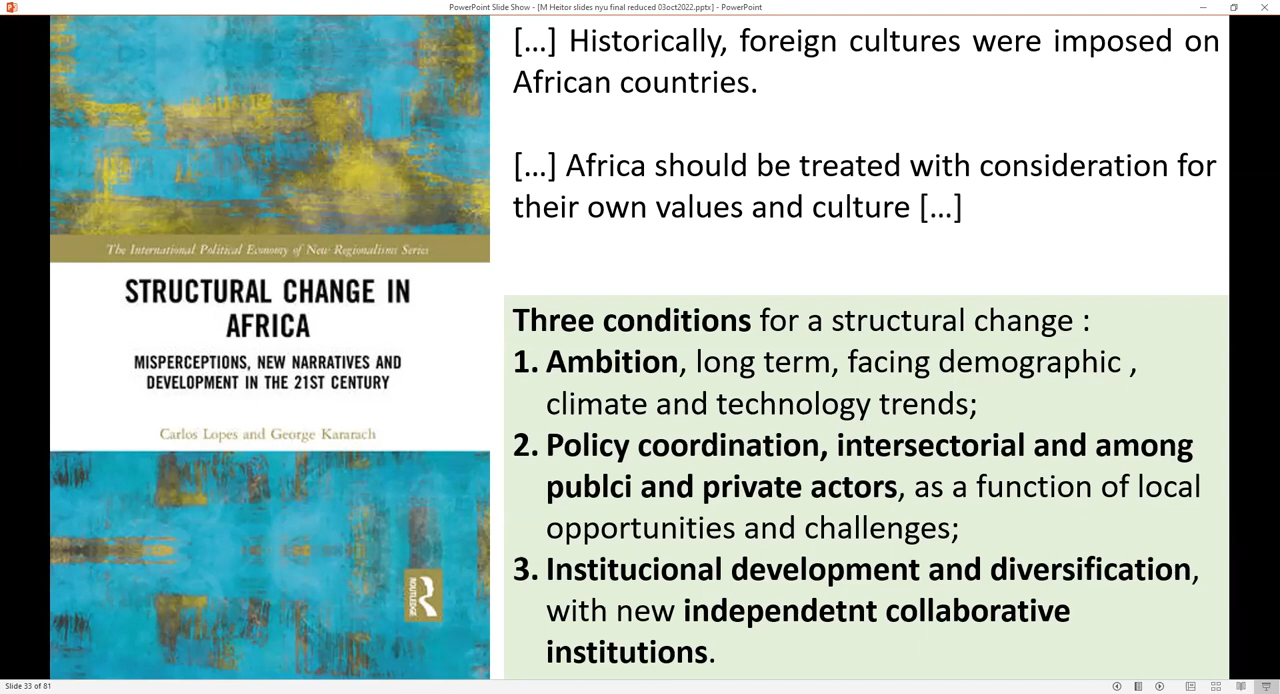 PowerPoint Slide Show - [M Heitor slides nyu final reduced 03oct2022.pptx] - PowerPoint
The International Political Economy of New Regionalisms Series
STRUCTURAL CHANGE IN
AFRICA
MISPERCEPTIONS, NEW NARRATIVES AND
DEVELOPMENT IN THE 21ST CENTURY
Carlos Lopes and George Kararach
ROUTLEDGE
[...] Historically, foreign cultures were imposed on
African countries.
[...] Africa should be treated with consideration for
their own values and culture [...]
Three conditions for a structural change :
1. Ambition, long term, facing demographic ,
climate and technology trends;
2. Policy coordination, intersectorial and among
publci and private actors, as a function of local
opportunities and challenges;
3. Institucional development and diversification,
with new independetnt collaborative
institutions.
Slide 33 of 81